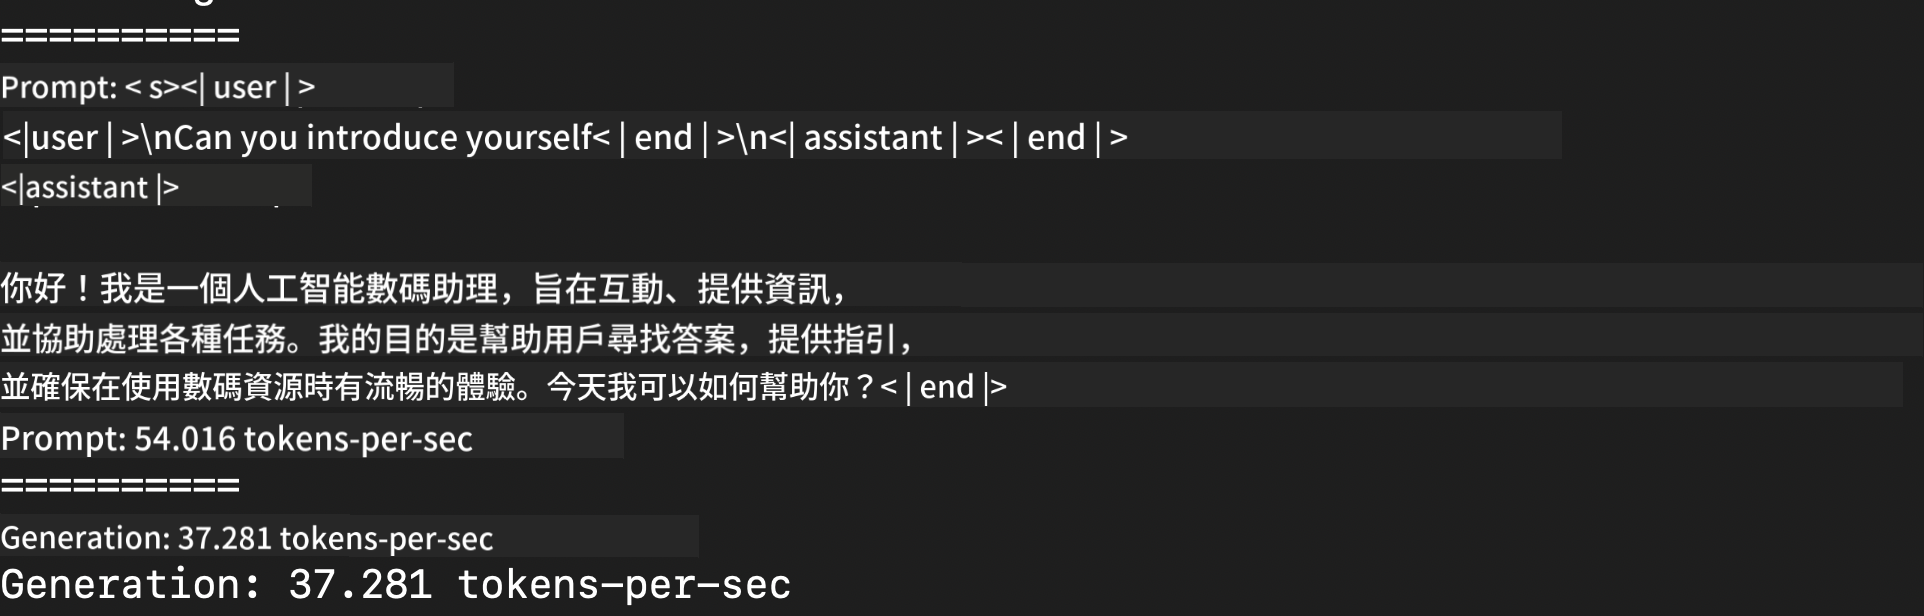 ==========
Prompt: < s><| user | >
<|user | >\nCan you introduce yourself< | end | >\n<| assistant | >< | end | >
<|assistant |>
你好！我是一個人工智能數碼助理，旨在互動、提供資訊，
並協助處理各種任務。我的目的是幫助用戶尋找答案，提供指引，
並確保在使用數碼資源時有流暢的體驗。今天我可以如何幫助你？< | end |>
Prompt: 54.016 tokens-per-sec
==========
Generation: 37.281 tokens-per-sec
Generation: 37.281 tokens-per-sec